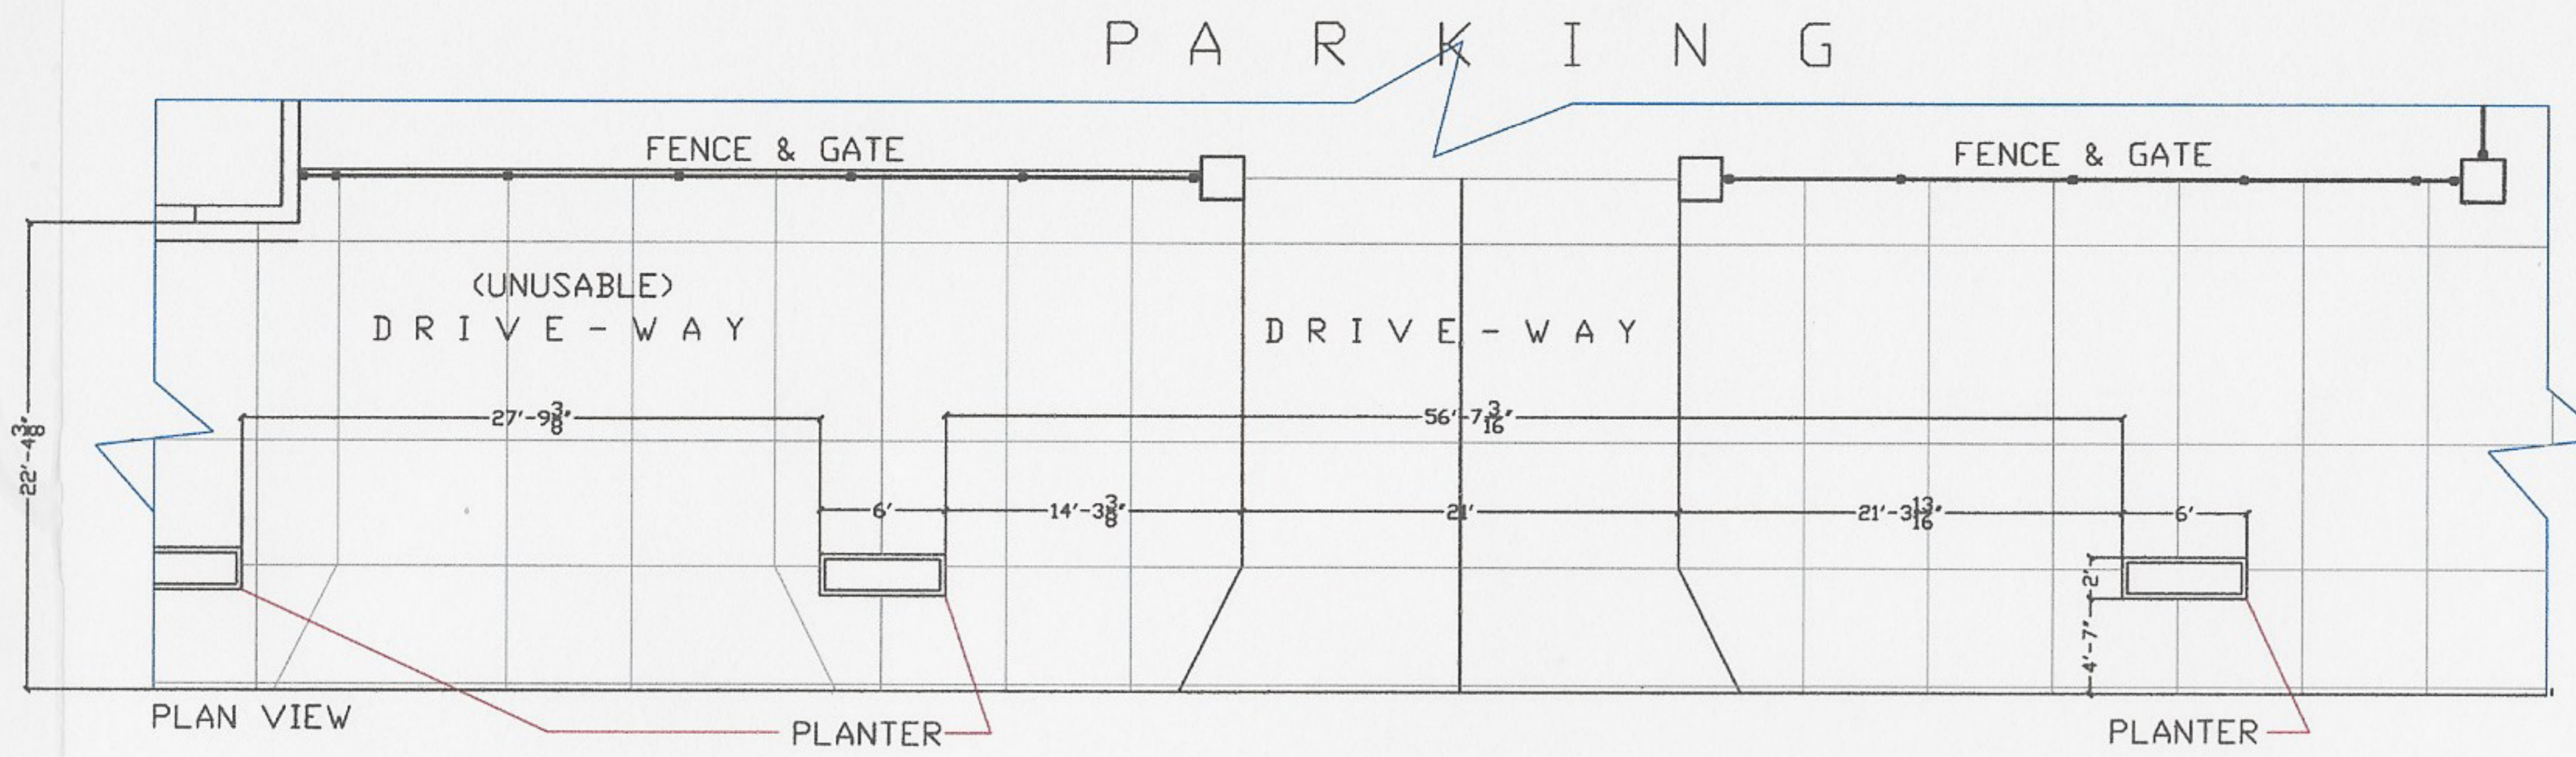 PARKING
FENCE & GATE
FENCE & GATE
(UNUSABLE)
DRIVE-WAY
DRIVE-WAY
27'-9 3/8"
56'-7 3/16"
22'-4 3/8"
6'
14'-3 3/8"
21'
21'-3 13/16"
6'
2'
4'-7"
PLAN VIEW
PLANTER
PLANTER